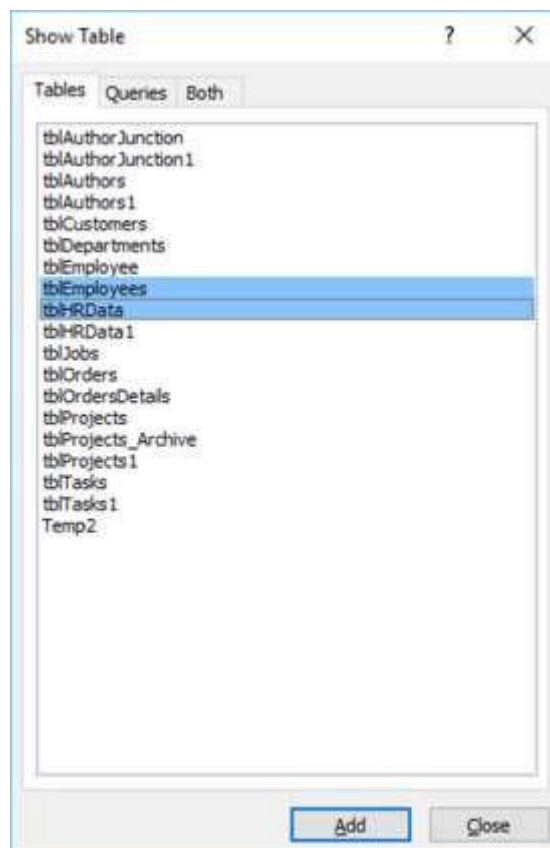 Show Table ? ✕
Tables Queries Both
tblAuthorJunction
tblAuthorJunction1
tblAuthors
tblAuthors1
tblCustomers
tblDepartments
tblEmployee
tblEmployees
tblHRData
tblHRData1
tblJobs
tblOrders
tblOrdersDetails
tblProjects
tblProjects_Archive
tblProjects1
tblTasks
tblTasks1
Temp2
Add Close